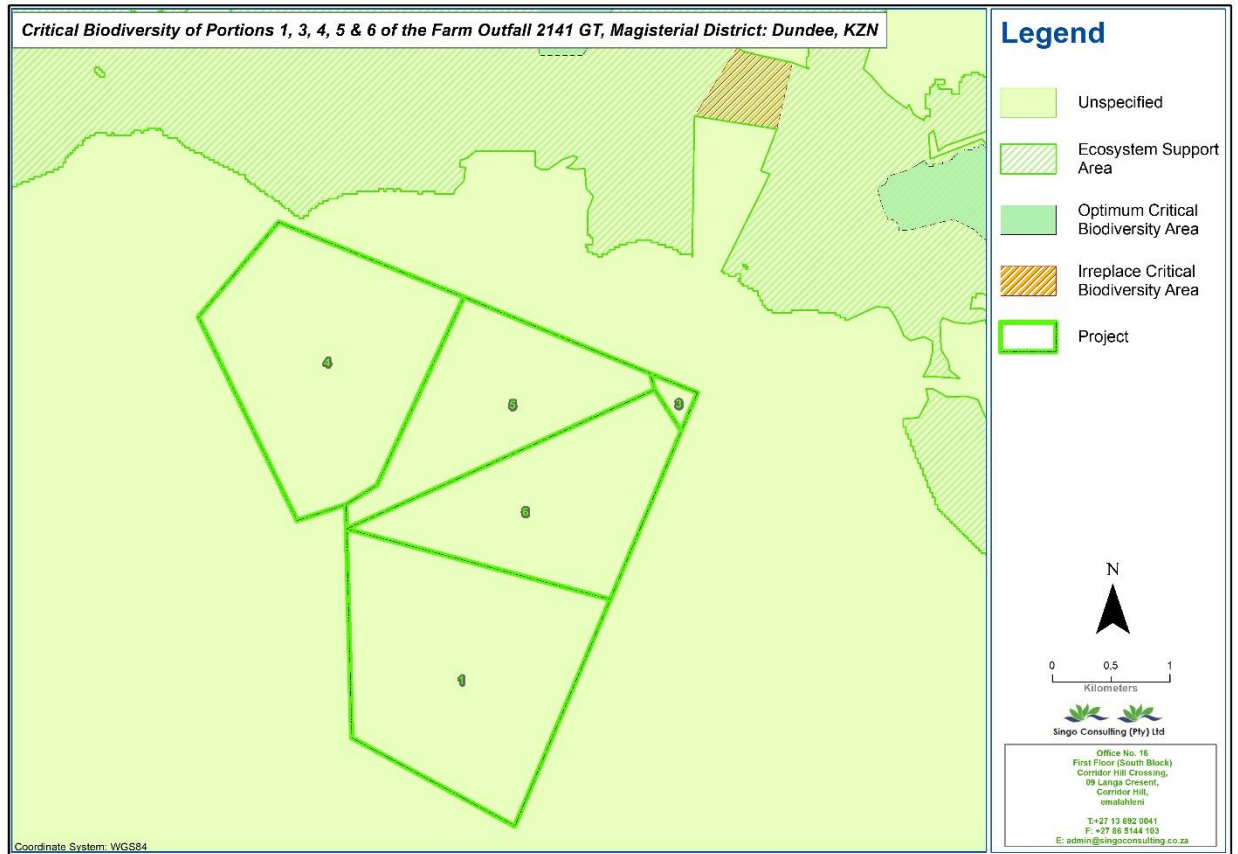 Critical Biodiversity of Portions 1, 3, 4, 5 & 6 of the Farm Outfall 2141 GT, Magisterial District: Dundee, KZN
4
5
3
6
1
Coordinate System: WGS84
Legend
Unspecified
Ecosystem Support
Area
Optimum Critical
Biodiversity Area
Irreplace Critical
Biodiversity Area
Project
N
0 0.5 1
Kilometers
Singo Consulting (Pty) Ltd
Office No. 16
First Floor (South Block)
Corridor Hill Crossing,
09 Langa Cresent,
Corridor Hill,
emalahleni
T:+27 13 692 0041
F: +27 86 5144 103
E: admin@singoconsulting.co.za